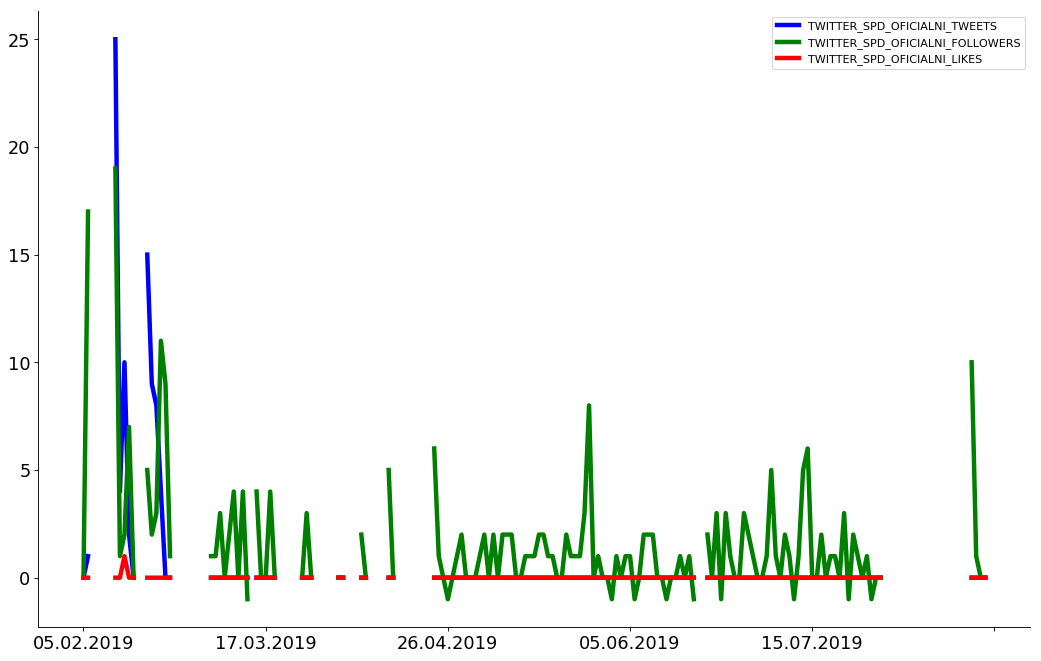 TWITTER_SPD_OFICIALNI_TWEETS
TWITTER_SPD_OFICIALNI_FOLLOWERS
TWITTER_SPD_OFICIALNI_LIKES
25
20
15
10
5
0
05.02.2019 17.03.2019 26.04.2019 05.06.2019 15.07.2019